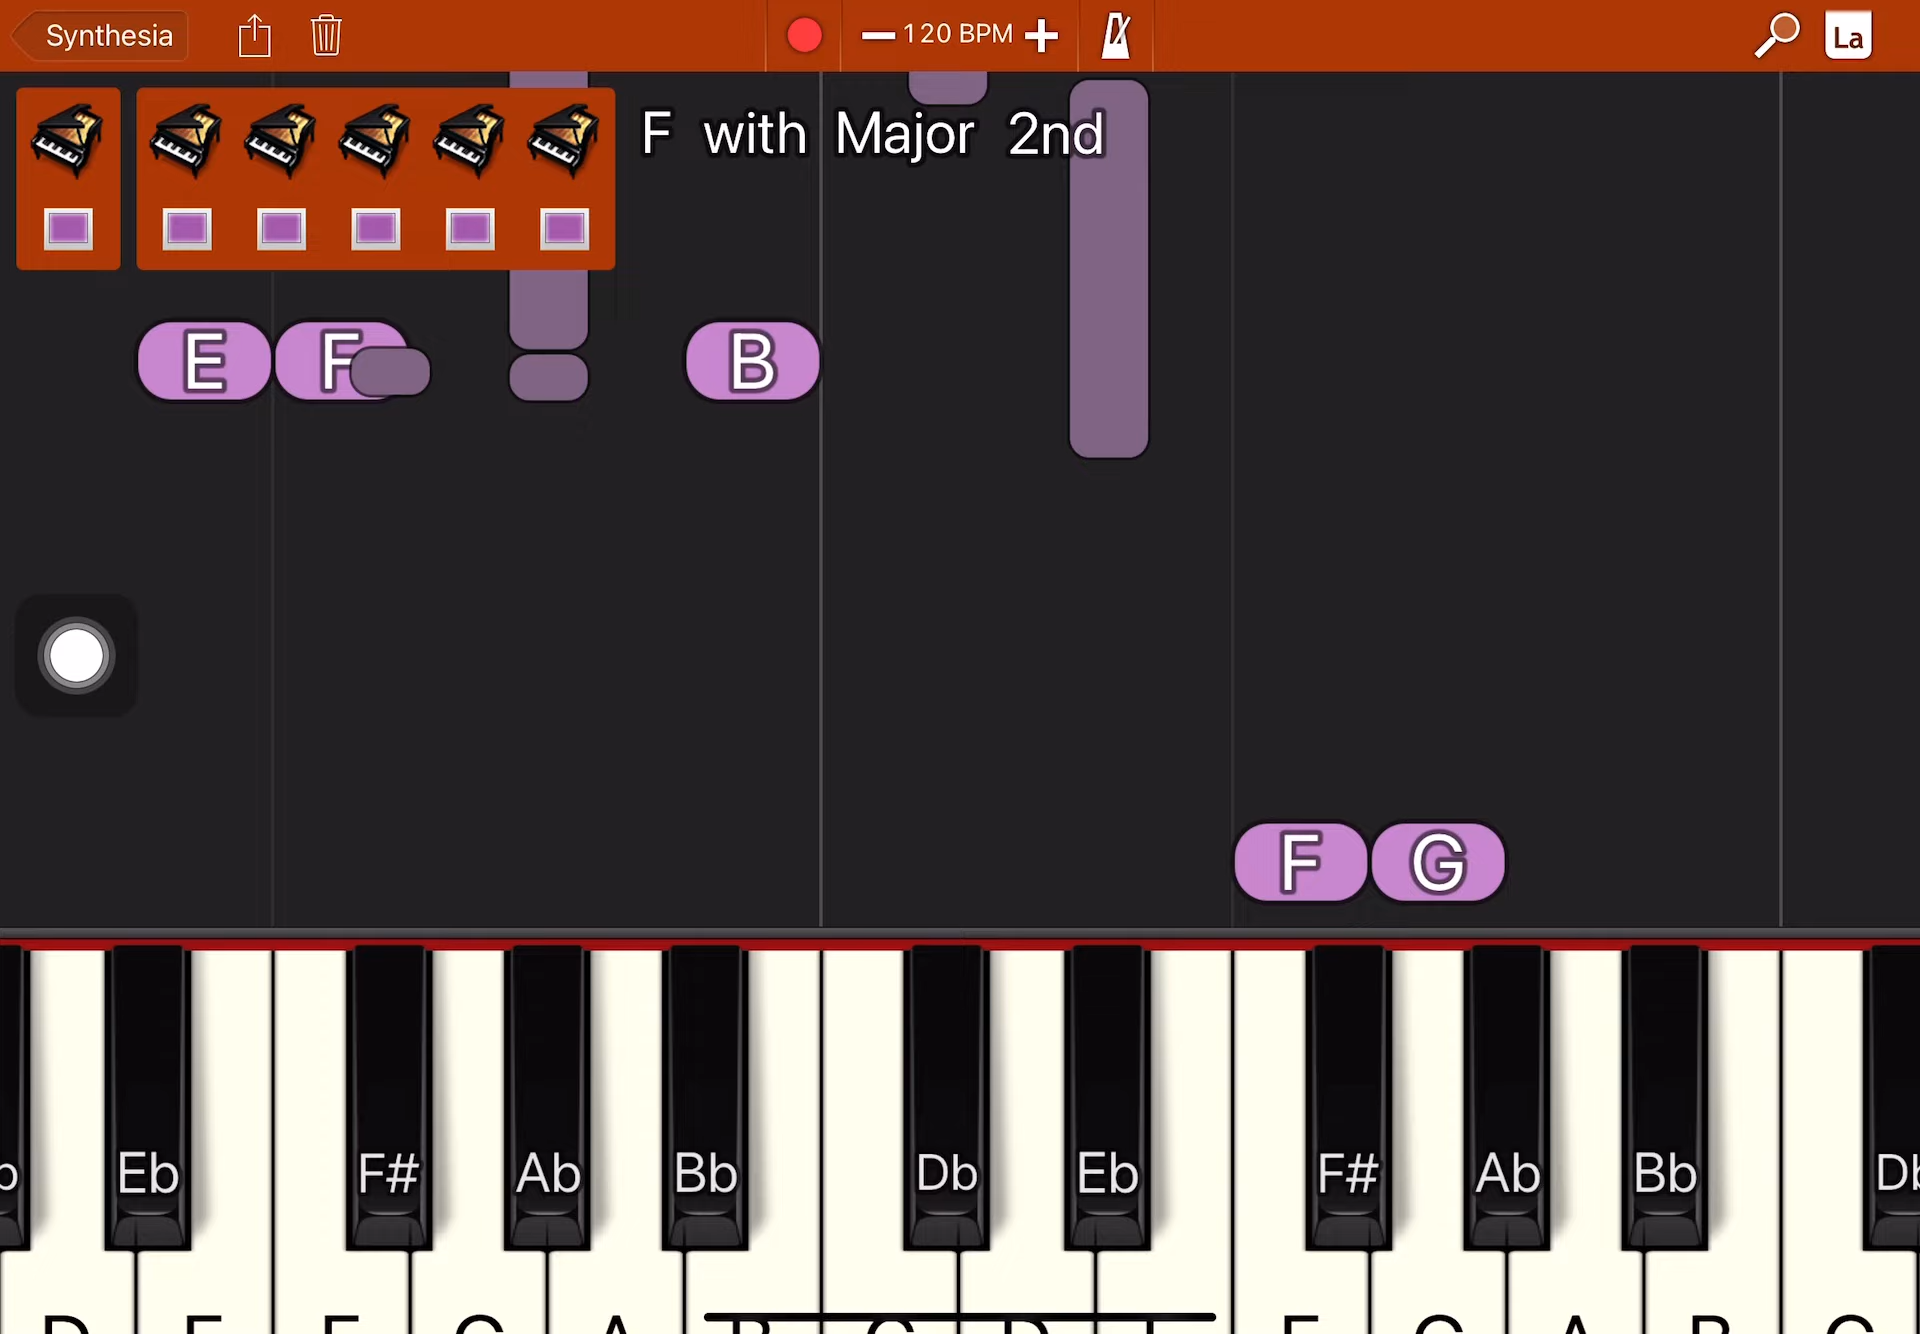 Synthesia
120 BPM
La
F with Major 2nd
E F B
F G
Eb F# Ab Bb Db Eb F# Ab Bb